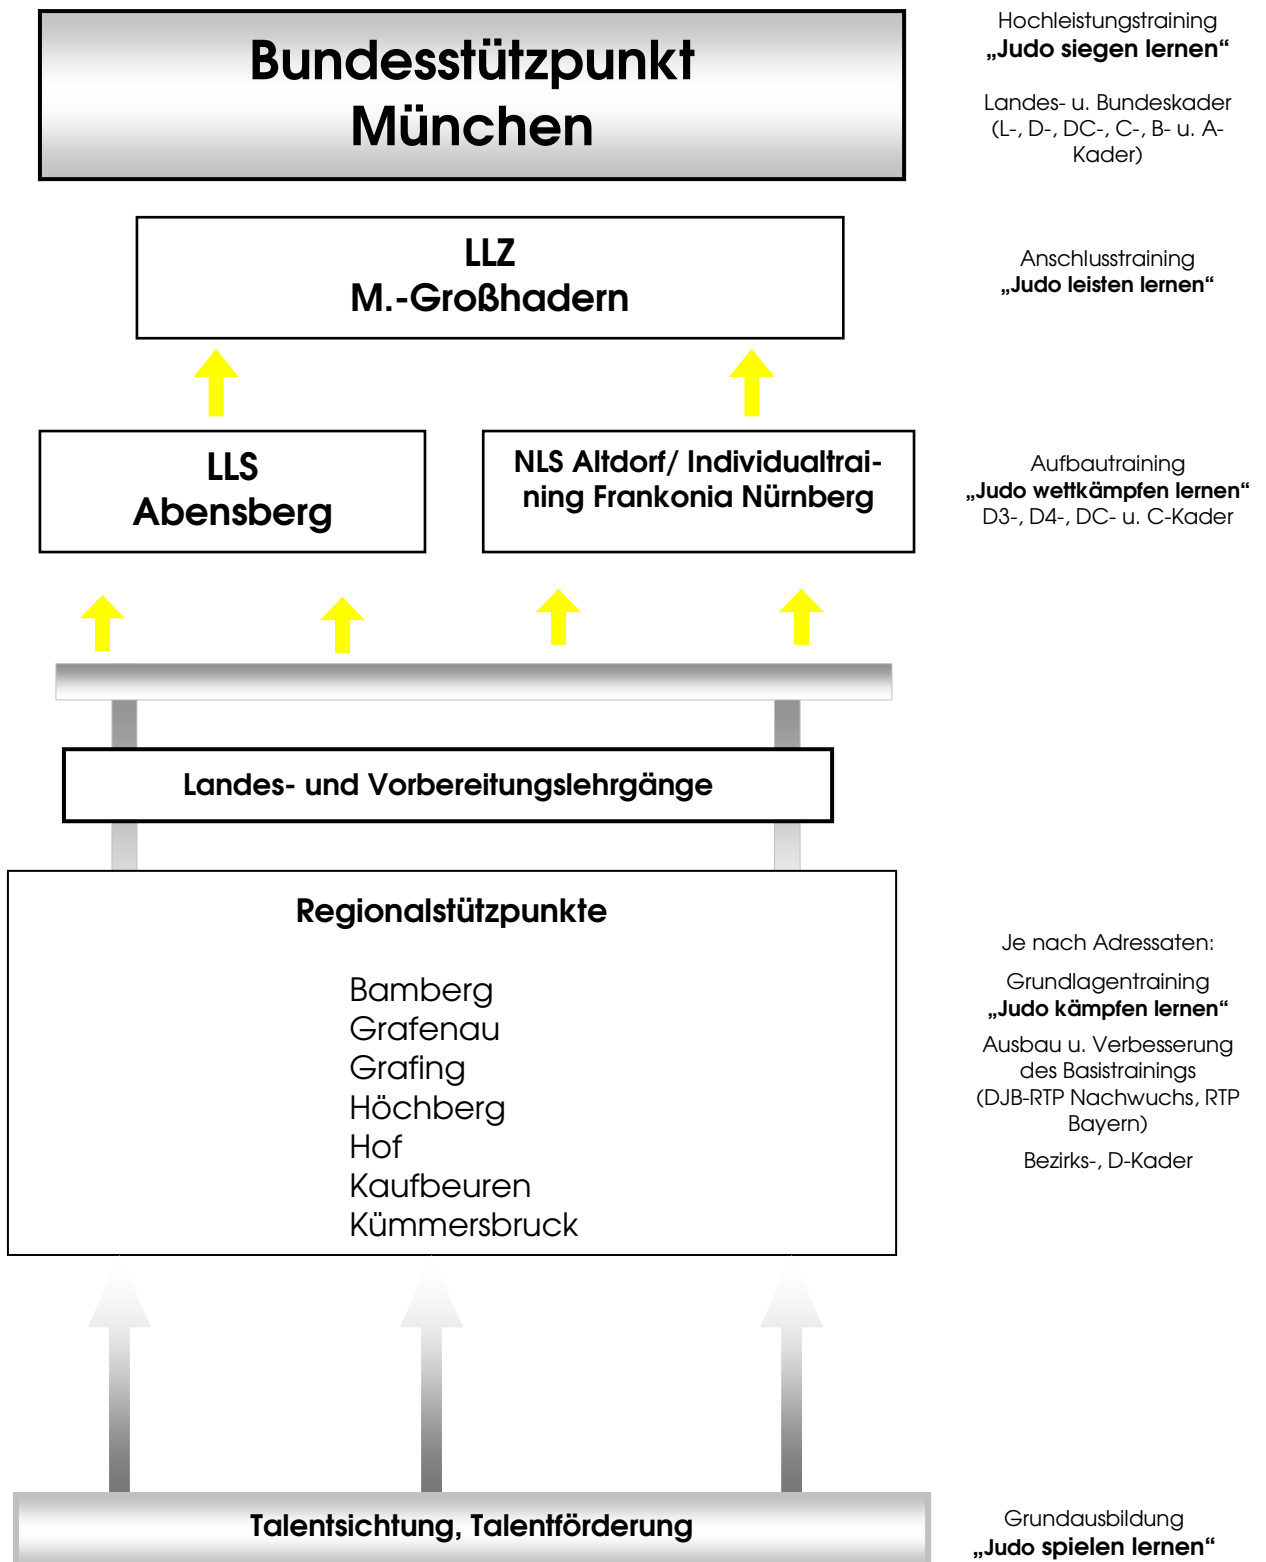 Bundesstützpunkt
München
Hochleistungstraining
„Judo siegen lernen“
Landes- u. Bundeskader
(L-, D-, DC-, C-, B- u. A-
Kader)
LLZ
M.-Großhadern
Anschlusstraining
„Judo leisten lernen“
LLS
Abensberg
NLS Altdorf/ Individualtrai-
ning Frankonia Nürnberg
Aufbautraining
„Judo wettkämpfen lernen“
D3-, D4-, DC- u. C-Kader
Landes- und Vorbereitungslehrgänge
Regionalstützpunkte
Bamberg
Grafenau
Grafing
Höchberg
Hof
Kaufbeuren
Kümmersbruck
Je nach Adressaten:
Grundlagentraining
„Judo kämpfen lernen“
Ausbau u. Verbesserung
des Basistrainings
(DJB-RTP Nachwuchs, RTP
Bayern)
Bezirks-, D-Kader
Talentsichtung, Talentförderung
Grundausbildung
„Judo spielen lernen“